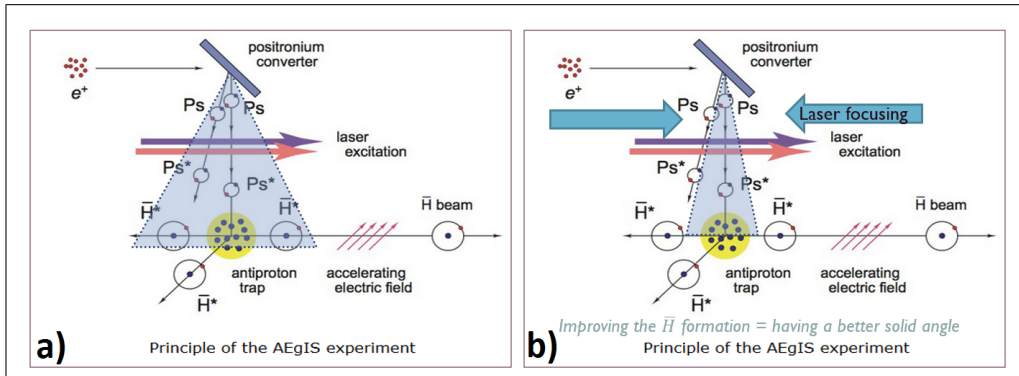 positronium
converter
e⁺
Ps
Ps
laser
excitation
Ps*
Ps*
H̅*
H̅*
H̅ beam
antiproton
trap
accelerating
electric field
H̅*
a)
Principle of the AEgIS experiment
positronium
converter
e⁺
Ps
Ps
Laser focusing
laser
excitation
Ps*
Ps*
H̅*
H̅*
H̅ beam
antiproton
trap
accelerating
electric field
H̅*
Improving the H̅ formation = having a better solid angle
b)
Principle of the AEgIS experiment